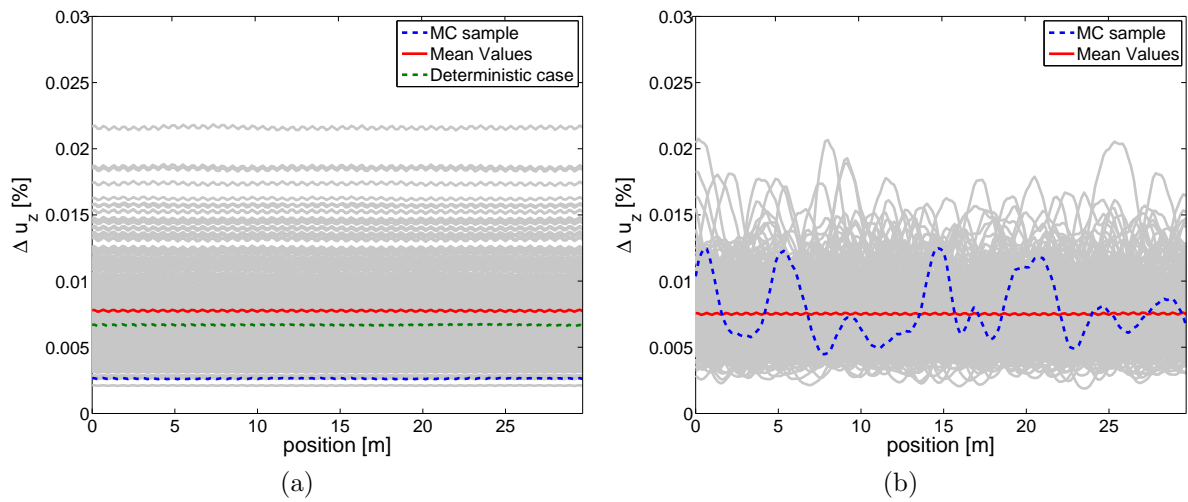 0.03
0.025
0.02
0.015
0.01
0.005
0
Δ u_z [%]
0 5 10 15 20 25
position [m]
MC sample
Mean Values
Deterministic case
(a)
0.03
0.025
0.02
0.015
0.01
0.005
0
Δ u_z [%]
0 5 10 15 20 25
position [m]
MC sample
Mean Values
(b)